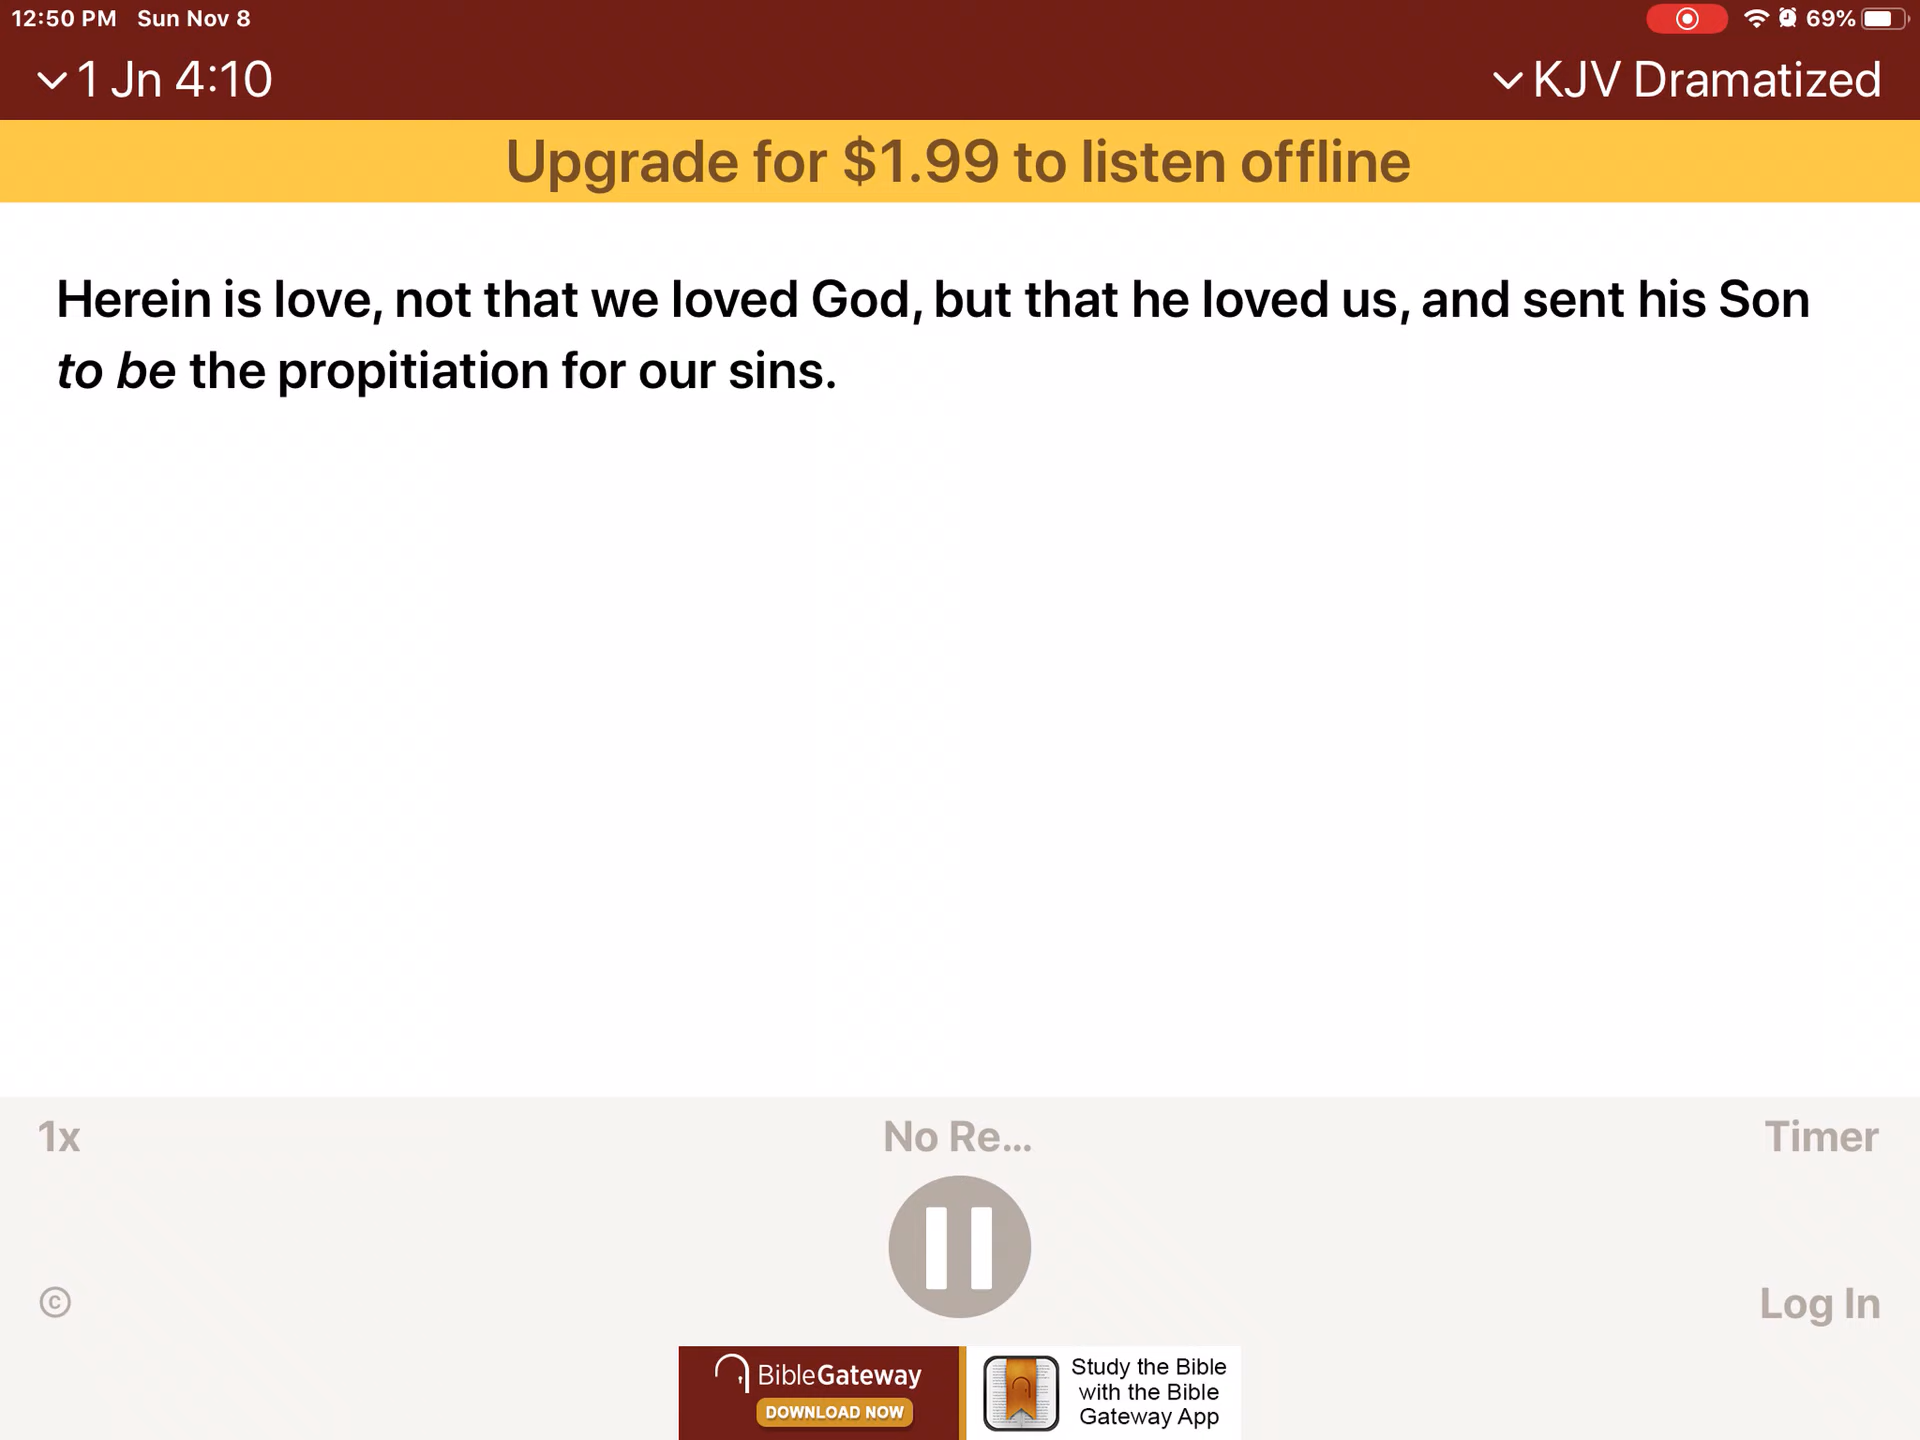 12:50 PM Sun Nov 8 69%
1 Jn 4:10 KJV Dramatized
Upgrade for $1.99 to listen offline
Herein is love, not that we loved God, but that he loved us, and sent his Son
to be the propitiation for our sins.
1x No Re... Timer
© Log In
BibleGateway
DOWNLOAD NOW
Study the Bible
with the Bible
Gateway App